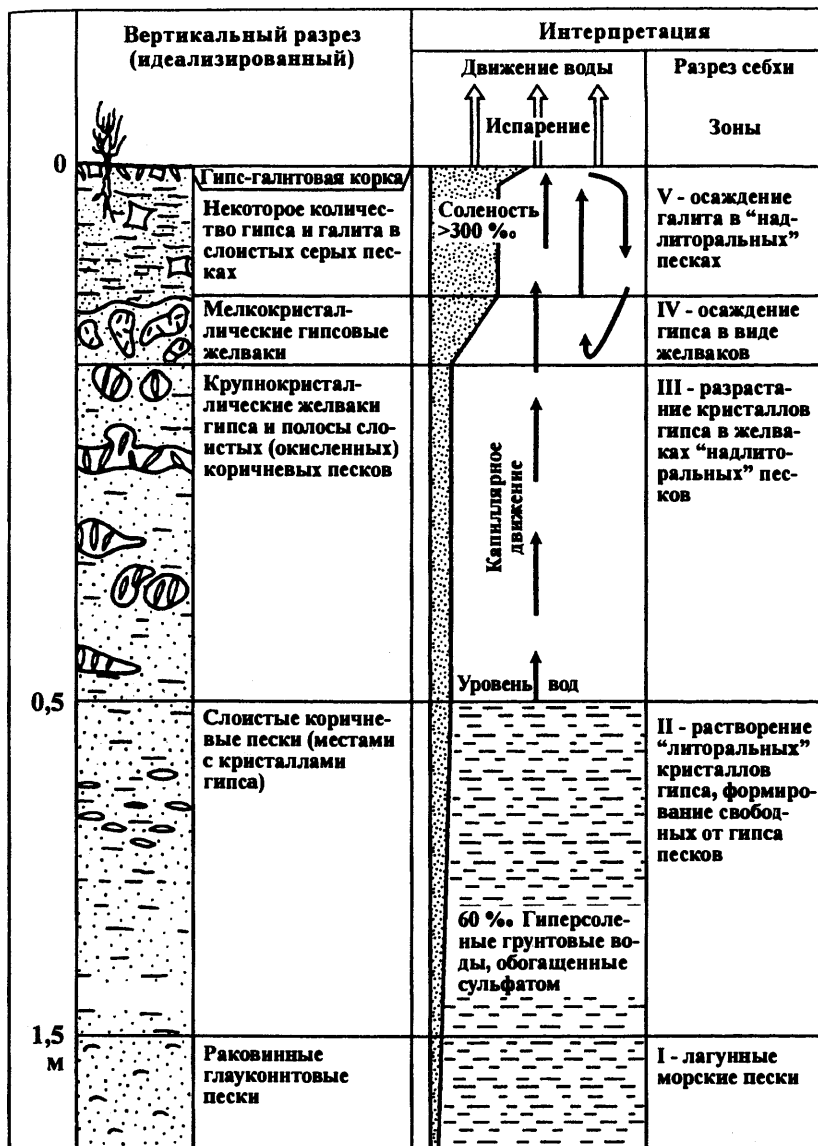 Вертикальный разрез
(идеализированный)
Интерпретация
Движение воды
Разрез себхи
Испарение
Зоны
0
Гипс-галитовая корка
Некоторое количес-
тво гипса и галита в
слоистых серых пес-
ках
Соленость
>300 ‰
V - осаждение
галита в “над-
литоральных”
песках
Мелкокристал-
лические гипсовые
желваки
IV - осаждение
гипса в виде
желваков
Крупнокристал-
лические желваки
гипса и полосы сло-
истых (окисленных)
коричневых песков
Капиллярное
движение
III - разраста-
ние кристаллов
гипса в желва-
ках “надлито-
ральных” пес-
ков
Уровень вод
0,5
Слоистые коричне-
вые пески (местами
с кристаллами
гипса)
II - растворение
“литоральных”
кристаллов
гипса, формиро-
вание свобод-
ных от гипса
песков
60 ‰ Гиперсоле-
ные грунтовые во-
ды, обогащенные
сульфатом
1,5
м
Раковинные
глауконнтовые
пески
I - лагунные
морские пески